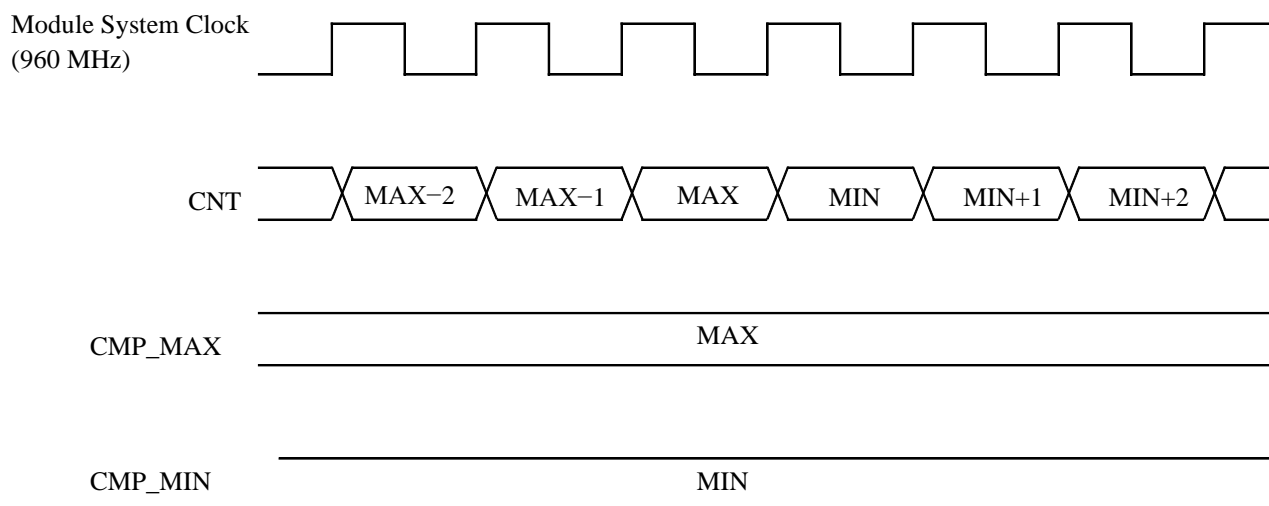 Module System Clock
(960 MHz)
CNT
MAX−2
MAX−1
MAX
MIN
MIN+1
MIN+2
CMP_MAX
MAX
CMP_MIN
MIN